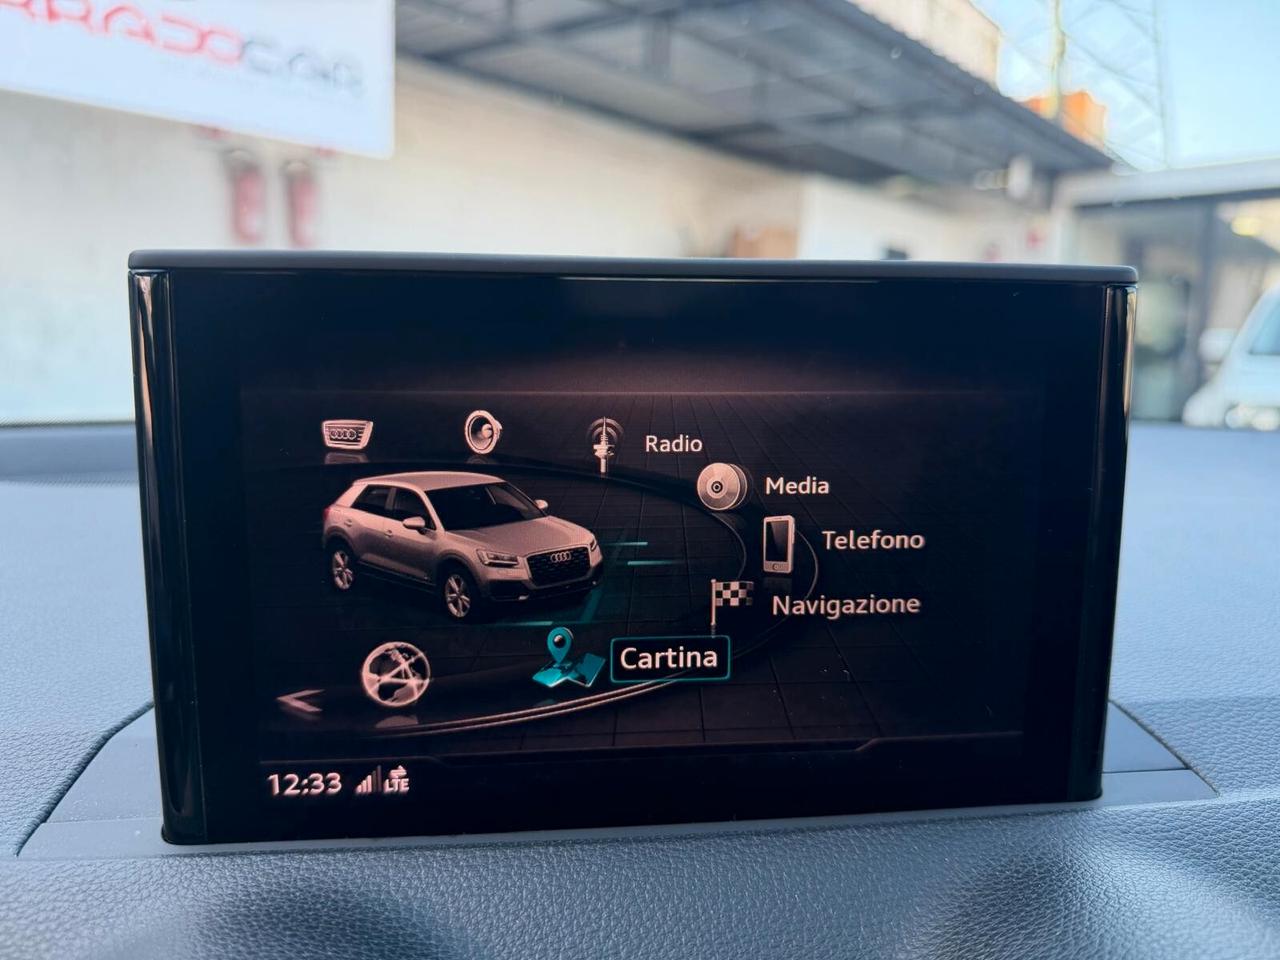 Radio
Media
Telefono
Navigazione
Cartina
12:33 LTE